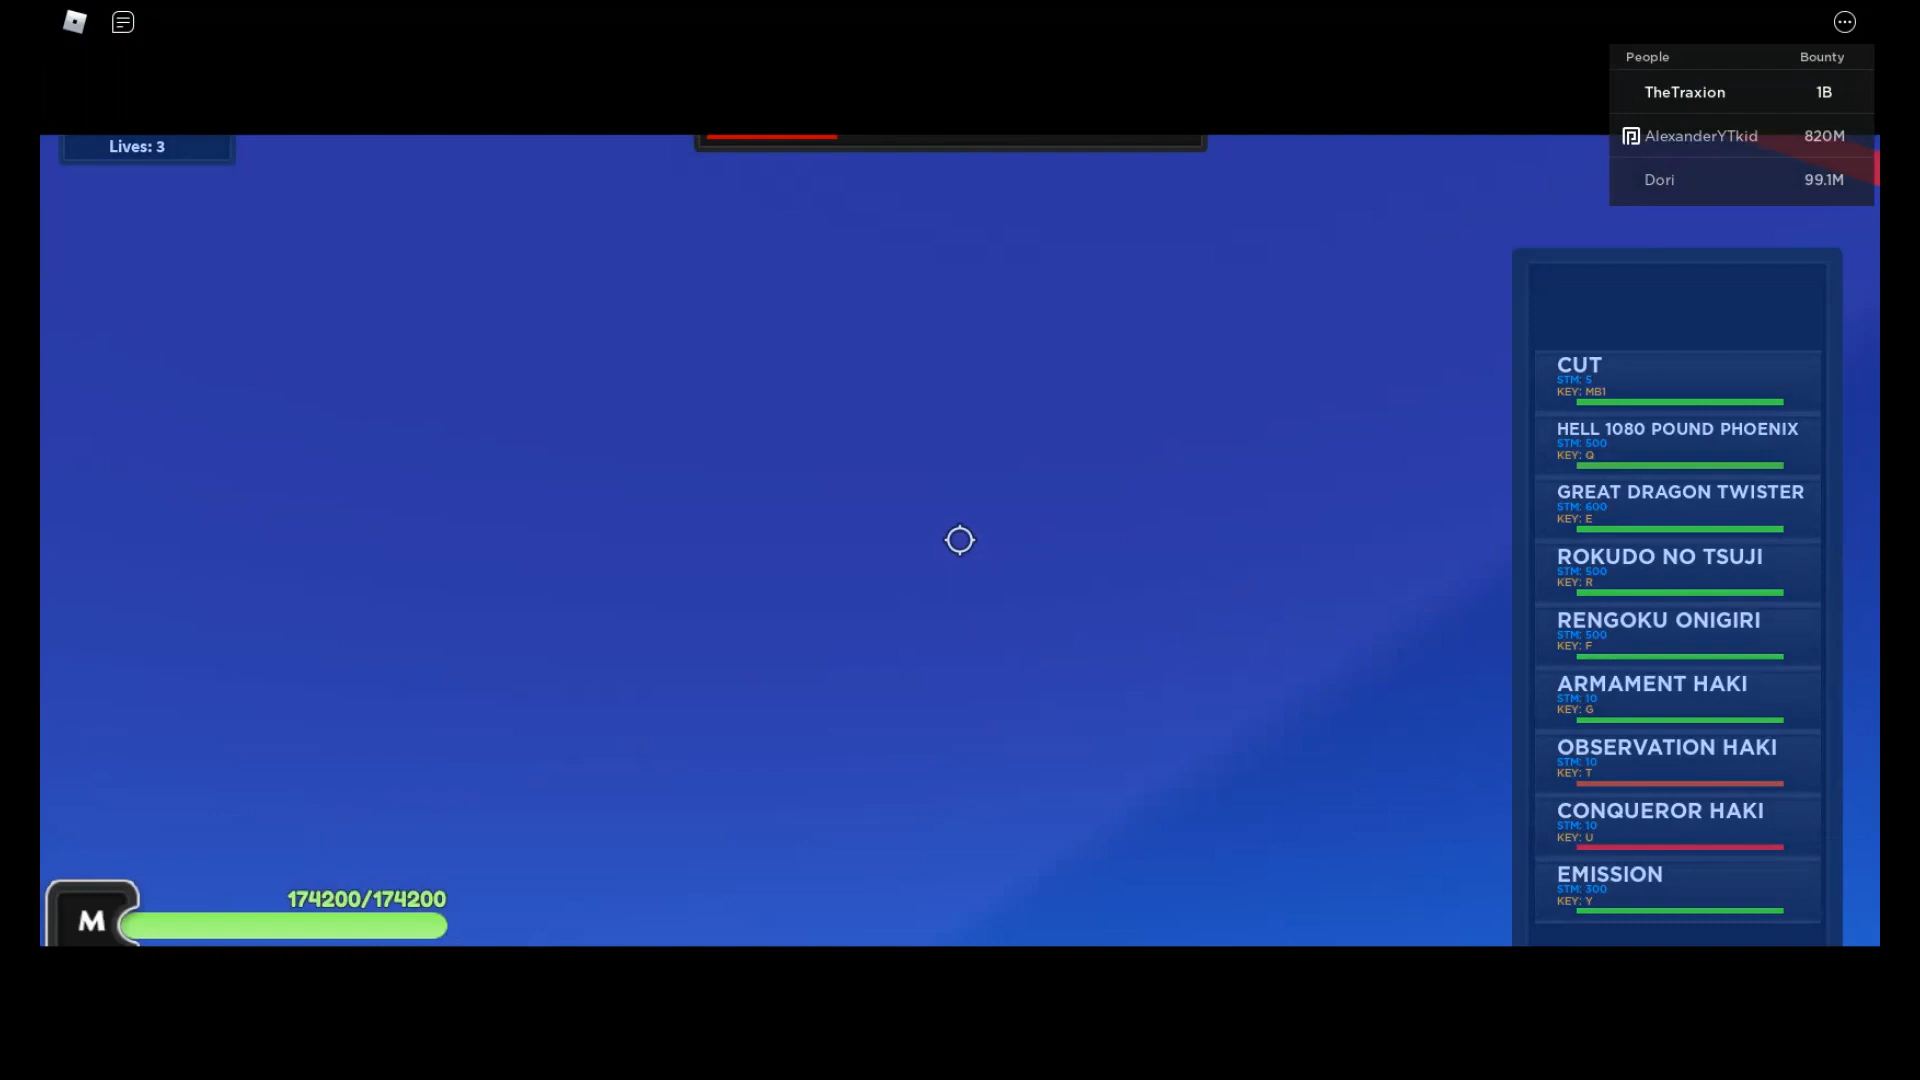 People Bounty
TheTraxion 1B
AlexanderYTkid 820M
Dori 99.1M
Lives: 3
CUT
STM: 5
KEY: MB1
HELL 1080 POUND PHOENIX
STM: 500
KEY: Q
GREAT DRAGON TWISTER
STM: 600
KEY: E
ROKUDO NO TSUJI
STM: 500
KEY: R
RENGOKU ONIGIRI
STM: 500
KEY: F
ARMAMENT HAKI
STM: 10
KEY: G
OBSERVATION HAKI
STM: 10
KEY: T
CONQUEROR HAKI
STM: 10
KEY: U
EMISSION
STM: 300
KEY: Y
174200/174200
M